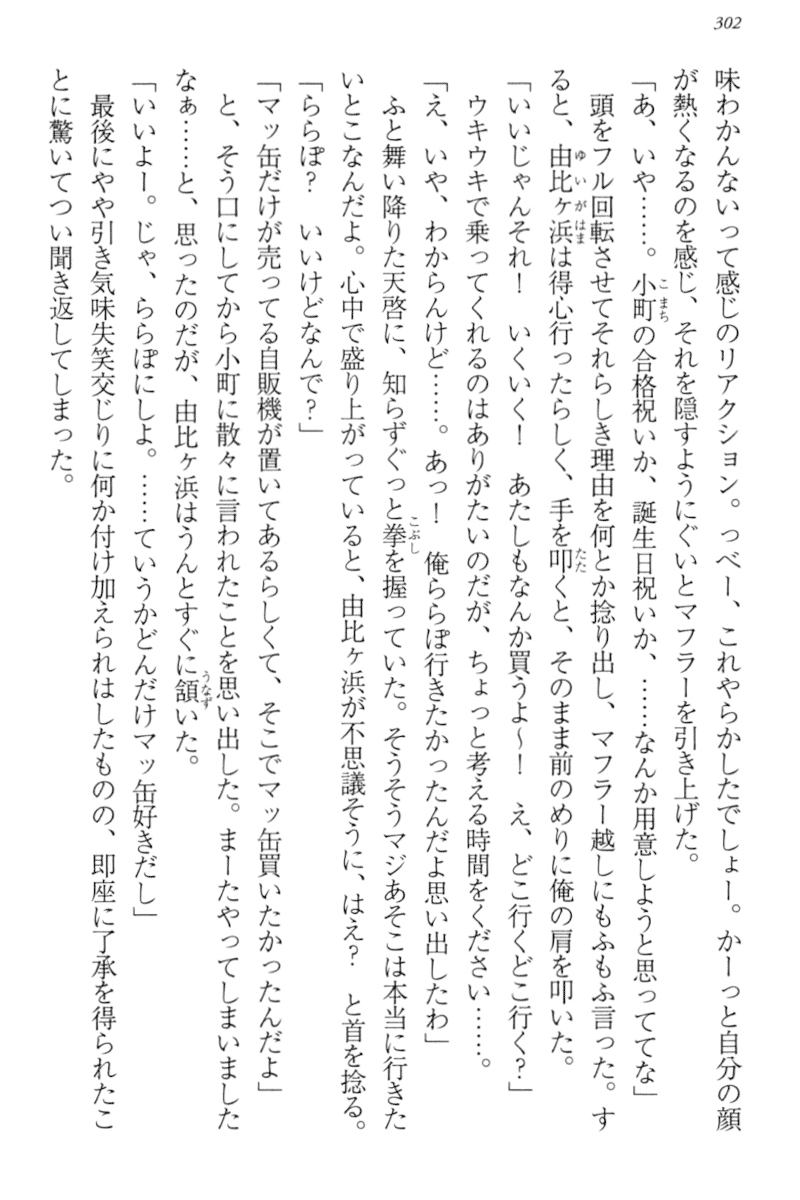 302
味わかんないって感じのリアクション。っべー、これやらかしたでしょー。かーっと自分の顔
が熱くなるのを感じ、それを隠すようにぐいとマフラーを引き上げた。
「あ、いや……。小町の合格祝いか、誕生日祝いか、……なんか用意しようと思っててな」
頭をフル回転させてそれらしき理由を何とか捻り出し、マフラー越しにもふもふ言った。す
ると、由比ヶ浜は得心行ったらしく、手を叩くと、そのまま前のめりに俺の肩を叩いた。
「いいじゃんそれ！　いくいく！　あたしもなんか買うよ〜！　え、どこ行くどこ行く？」
ウキウキで乗ってくれるのはありがたいのだが、ちょっと考える時間をください……。
「え、いや、わからんけど……。あっ！　俺ららぽ行きたかったんだよ思い出したわ」
ふと舞い降りた天啓に、知らずぐっと拳を握っていた。そうそうマジあそこは本当に行きた
いとこなんだよ。心中で盛り上がっていると、由比ヶ浜が不思議そうに、はえ？　と首を捻る。
「ららぽ？　いいけどなんで？」
「マッ缶だけが売ってる自販機が置いてあるらしくて、そこでマッ缶買いたかったんだよ」
と、そう口にしてから小町に散々に言われたことを思い出した。まーたやってしまいました
なぁ……と、思ったのだが、由比ヶ浜はうんとすぐに頷いた。
「いいよー。じゃ、ららぽにしよ。……ていうかどんだけマッ缶好きだし」
最後にやや引き気味失笑交じりに何か付け加えられはしたものの、即座に了承を得られたこ
とに驚いてつい聞き返してしまった。